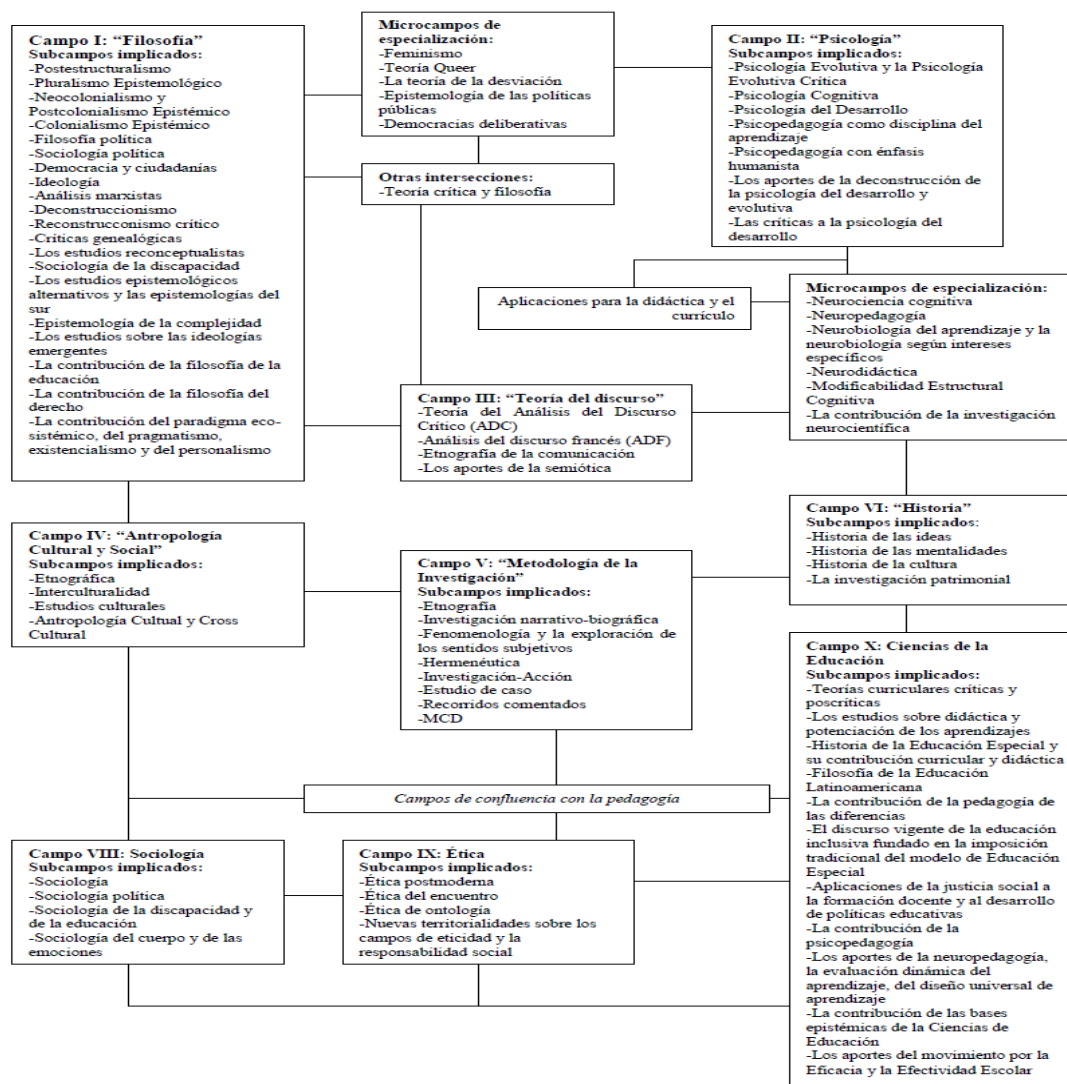 Campo I: “Filosofía”
Subcampos implicados:
-Postestructuralismo
-Pluralismo Epistemológico
-Neocolonialismo y
Postcolonialismo Epistémico
-Colonialismo Epistémico
-Filosofía política
-Sociología política
-Democracia y ciudadanías
-Ideología
-Análisis marxistas
-Deconstruccionismo
-Reconstrucconismo crítico
-Críticas genealógicas
-Los estudios reconceptualistas
-Sociología de la discapacidad
-Los estudios epistemológicos
alternativos y las epistemologías del
sur
-Epistemología de la complejidad
-Los estudios sobre las ideologías
emergentes
-La contribución de la filosofía de la
educación
-La contribución de la filosofía del
derecho
-La contribución del paradigma eco-
sistémico, del pragmatismo,
existencialismo y del personalismo
Microcampos de
especialización:
-Feminismo
-Teoría Queer
-La teoría de la desviación
-Epistemología de las políticas
públicas
-Democracias deliberativas
Otras intersecciones:
-Teoría crítica y filosofía
Campo II: “Psicología”
Subcampos implicados:
-Psicología Evolutiva y la Psicología
Evolutiva Crítica
-Psicología Cognitiva
-Psicología del Desarrollo
-Psicopedagogía como disciplina del
aprendizaje
-Psicopedagogía con énfasis
humanista
-Los aportes de la deconstrucción de
la psicología del desarrollo y
evolutiva
-Las críticas a la psicología del
desarrollo
Aplicaciones para la didáctica y el
currículo
Microcampos de especialización:
-Neurociencia cognitiva
-Neuropedagogía
-Neurobiología del aprendizaje y la
neurobiología según intereses
específicos
-Neurodidáctica
-Modificabilidad Estructural
Cognitiva
-La contribución de la investigación
neurocientífica
Campo III: “Teoría del discurso”
-Teoría del Análisis del Discurso
Crítico (ADC)
-Análisis del discurso francés (ADF)
-Etnografía de la comunicación
-Los aportes de la semiótica
Campo IV: “Antropología
Cultural y Social”
Subcampos implicados:
-Etnográfica
-Interculturalidad
-Estudios culturales
-Antropología Cultual y Cross
Cultural
Campo V: “Metodología de la
Investigación”
Subcampos implicados:
-Etnografía
-Investigación narrativo-biográfica
-Fenomenología y la exploración de
los sentidos subjetivos
-Hermenéutica
-Investigación-Acción
-Estudio de caso
-Recorridos comentados
-MCD
Campo VI: “Historia”
Subcampos implicados:
-Historia de las ideas
-Historia de las mentalidades
-Historia de la cultura
-La investigación patrimonial
Campos de confluencia con la pedagogía
Campo VIII: Sociología
Subcampos implicados:
-Sociología
-Sociología política
-Sociología de la discapacidad y
de la educación
-Sociología del cuerpo y de las
emociones
Campo IX: Ética
Subcampos implicados:
-Ética postmoderna
-Ética del encuentro
-Ética de ontología
-Nuevas territorialidades sobre los
campos de eticidad y la
responsabilidad social
Campo X: Ciencias de la
Educación
Subcampos implicados:
-Teorías curriculares críticas y
poscríticas
-Los estudios sobre didáctica y
potenciación de los aprendizajes
-Historia de la Educación Especial y
su contribución curricular y didáctica
-Filosofía de la Educación
Latinoamericana
-La contribución de la pedagogía de
las diferencias
-El discurso vigente de la educación
inclusiva fundado en la imposición
tradicional del modelo de Educación
Especial
-Aplicaciones de la justicia social a
la formación docente y al desarrollo
de políticas educativas
-La contribución de la
psicopedagogía
-Los aportes de la neuropedagogía,
la evaluación dinámica del
aprendizaje, del diseño universal de
aprendizaje
-La contribución de las bases
epistémicas de la Ciencias de
Educación
-Los aportes del movimiento por la
Eficacia y la Efectividad Escolar